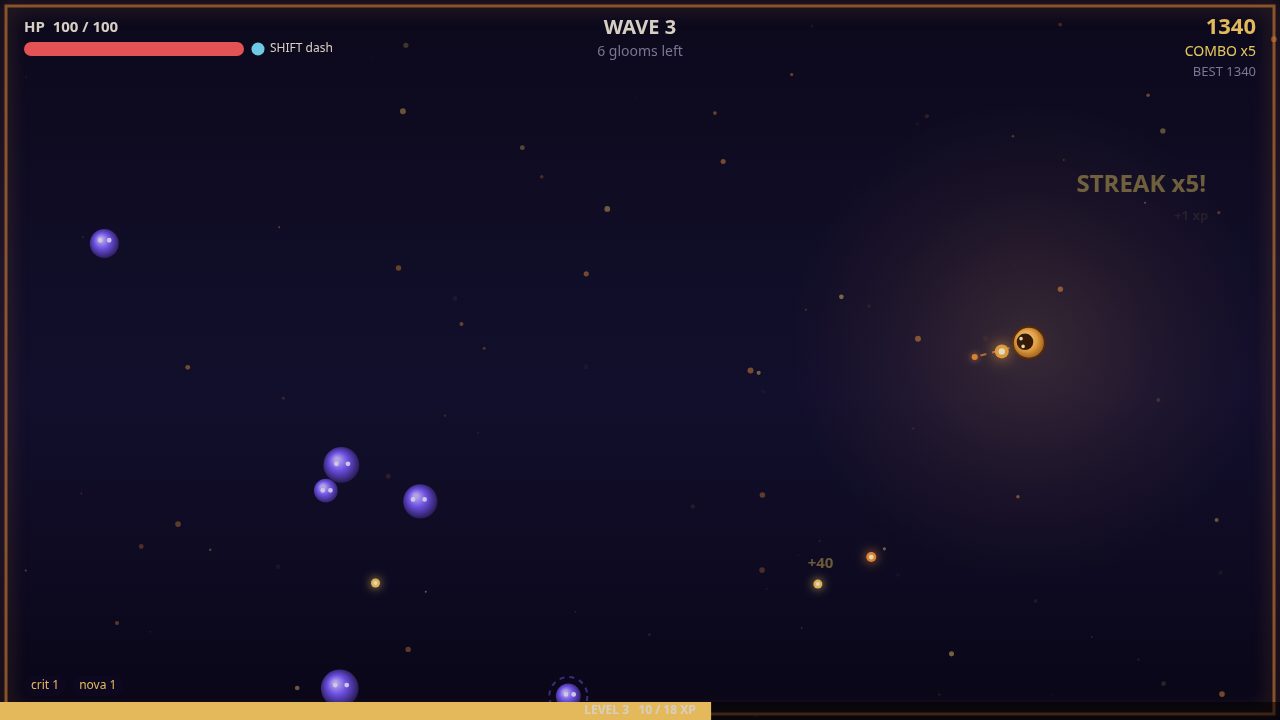 HP 100 / 100
SHIFT dash
WAVE 3
6 glooms left
1340
COMBO x5
BEST 1340
STREAK x5!
+1 xp
+40
crit 1 nova 1
LEVEL 3 10 / 18 XP